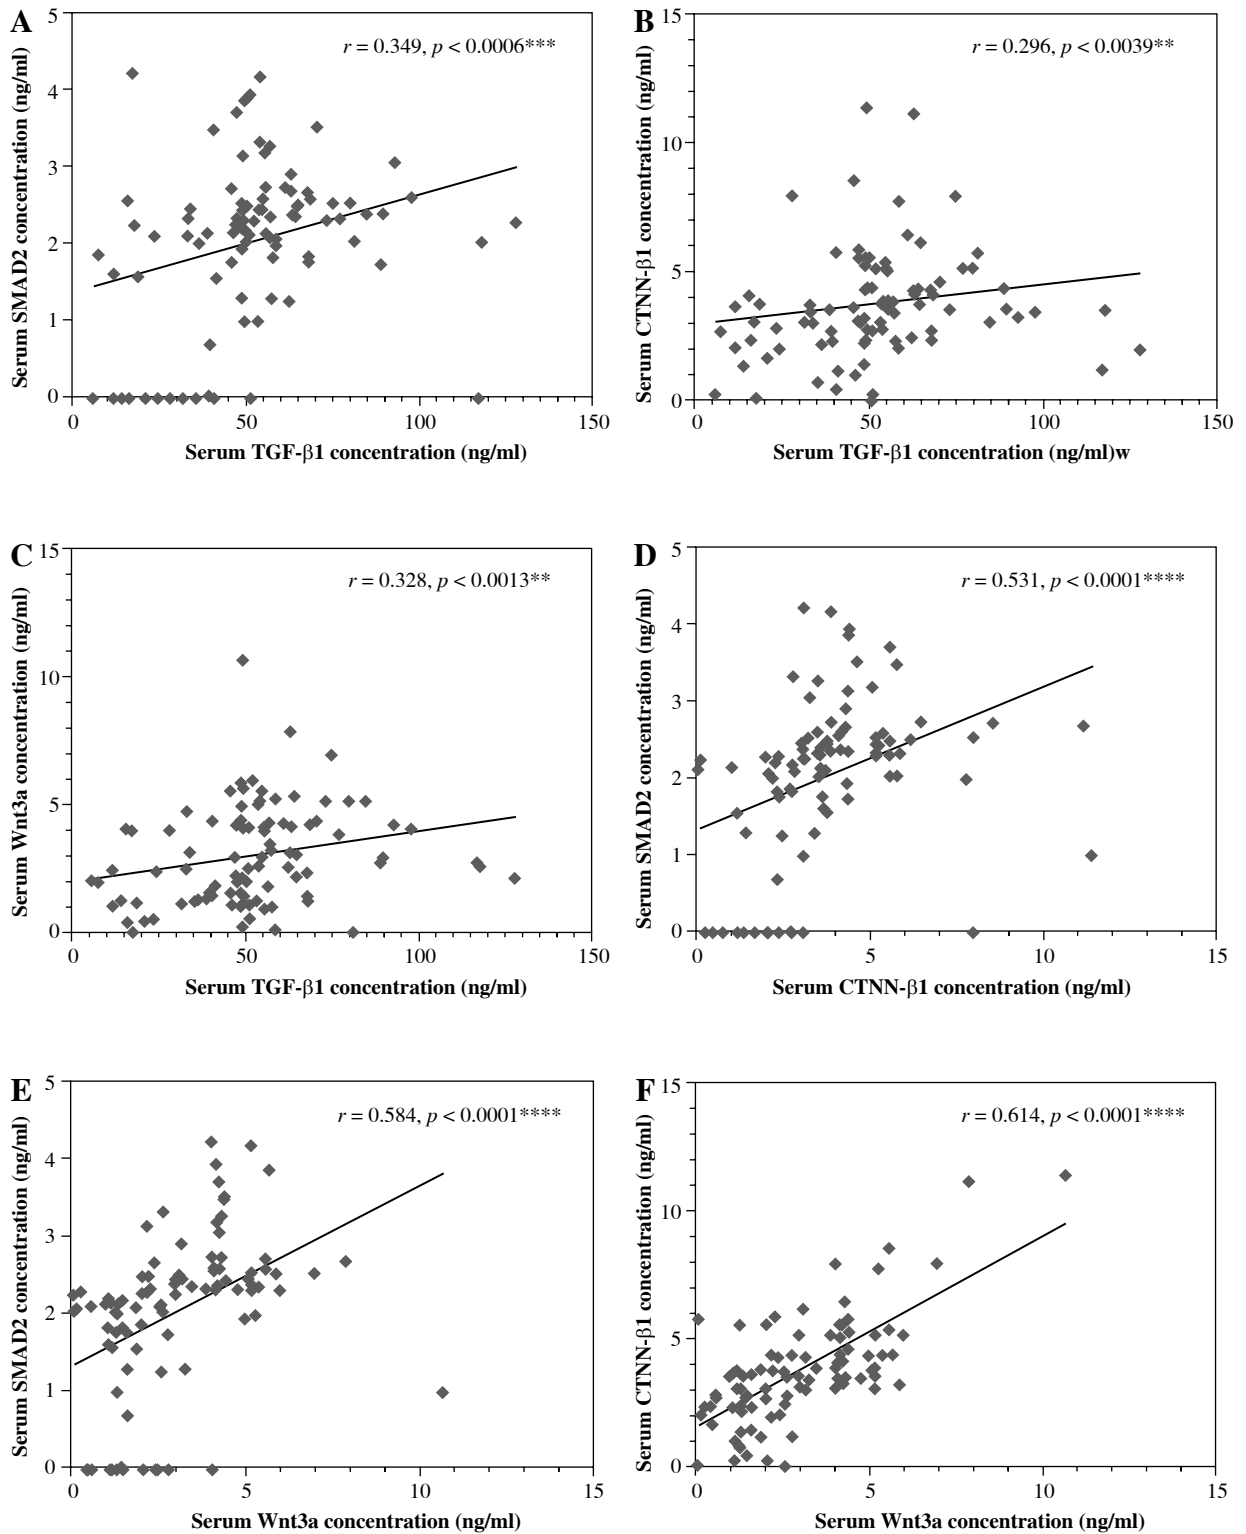 A
5
4
3
2
1
0
Serum SMAD2 concentration (ng/ml)
r = 0.349, p < 0.0006***
0 50 100 150
Serum TGF-β1 concentration (ng/ml)
B
15
10
5
0
Serum CTNN-β1 concentration (ng/ml)
r = 0.296, p < 0.0039**
0 50 100 150
Serum TGF-β1 concentration (ng/ml)w
C
15
10
5
0
Serum Wnt3a concentration (ng/ml)
r = 0.328, p < 0.0013**
0 50 100 150
Serum TGF-β1 concentration (ng/ml)
D
5
4
3
2
1
0
Serum SMAD2 concentration (ng/ml)
r = 0.531, p < 0.0001****
0 5 10 15
Serum CTNN-β1 concentration (ng/ml)
E
5
4
3
2
1
0
Serum SMAD2 concentration (ng/ml)
r = 0.584, p < 0.0001****
0 5 10 15
Serum Wnt3a concentration (ng/ml)
F
15
10
5
0
Serum CTNN-β1 concentration (ng/ml)
r = 0.614, p < 0.0001****
0 5 10 15
Serum Wnt3a concentration (ng/ml)